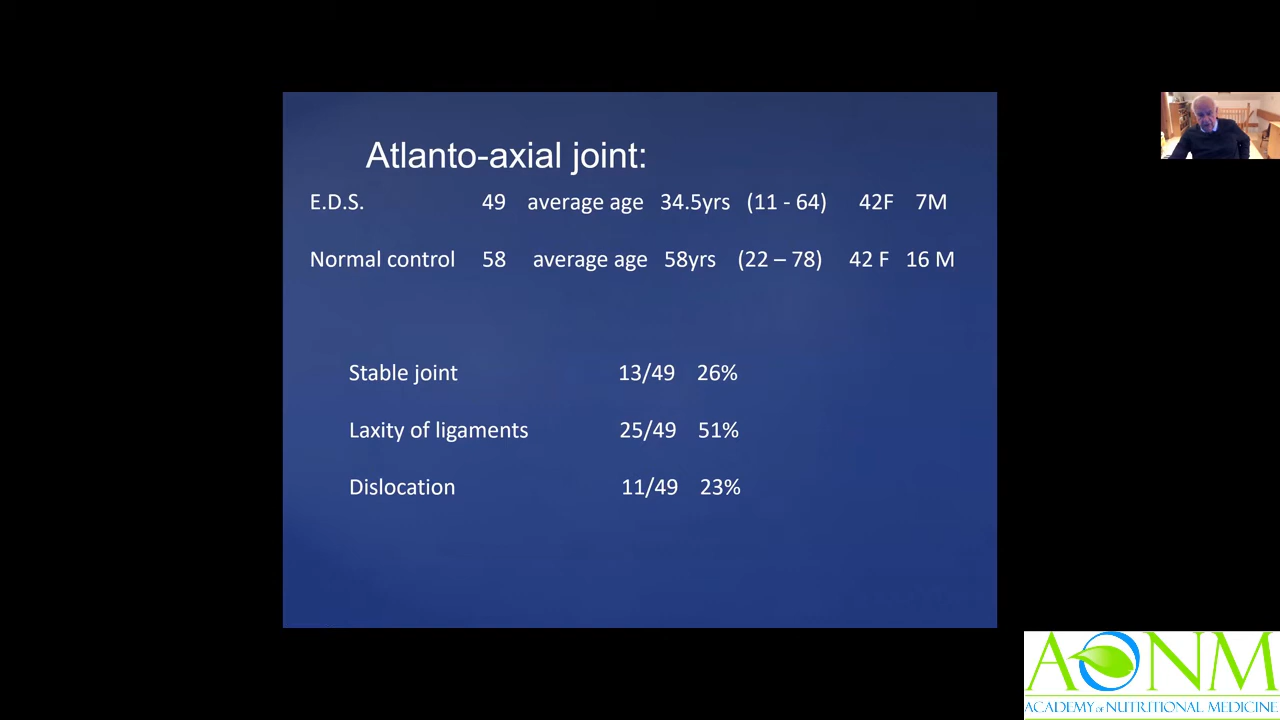 Atlanto-axial joint:
E.D.S. 49 average age 34.5yrs (11 - 64) 42F 7M
Normal control 58 average age 58yrs (22 – 78) 42 F 16 M
Stable joint 13/49 26%
Laxity of ligaments 25/49 51%
Dislocation 11/49 23%
AONM
ACADEMY of NUTRITIONAL MEDICINE